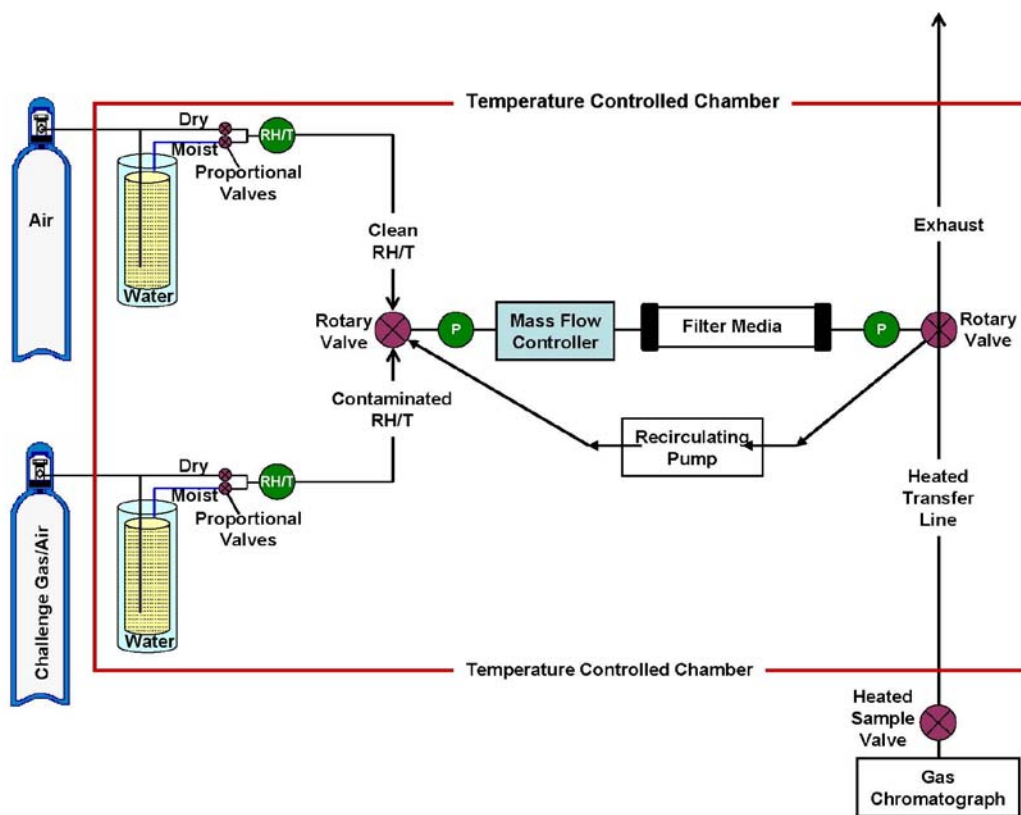 Temperature Controlled Chamber
Air
Dry
Moist
RH/T
Proportional
Valves
Water
Clean
RH/T
Exhaust
Rotary
Valve
P
Mass Flow
Controller
Filter Media
P
Rotary
Valve
Contaminated
RH/T
Recirculating
Pump
Challenge Gas/Air
Dry
Moist
RH/T
Proportional
Valves
Water
Heated
Transfer
Line
Temperature Controlled Chamber
Heated
Sample
Valve
Gas
Chromatograph